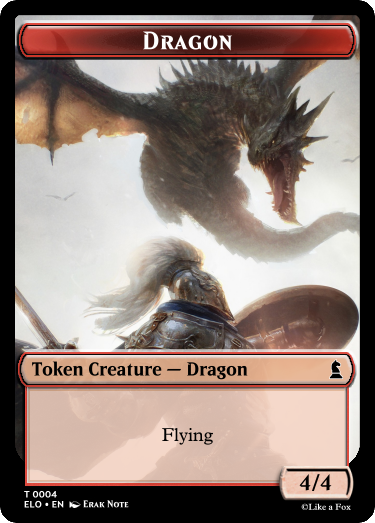 Dragon
Token Creature — Dragon
Flying
4/4
T 0004
ELO • EN Erak Note
©Like a Fox